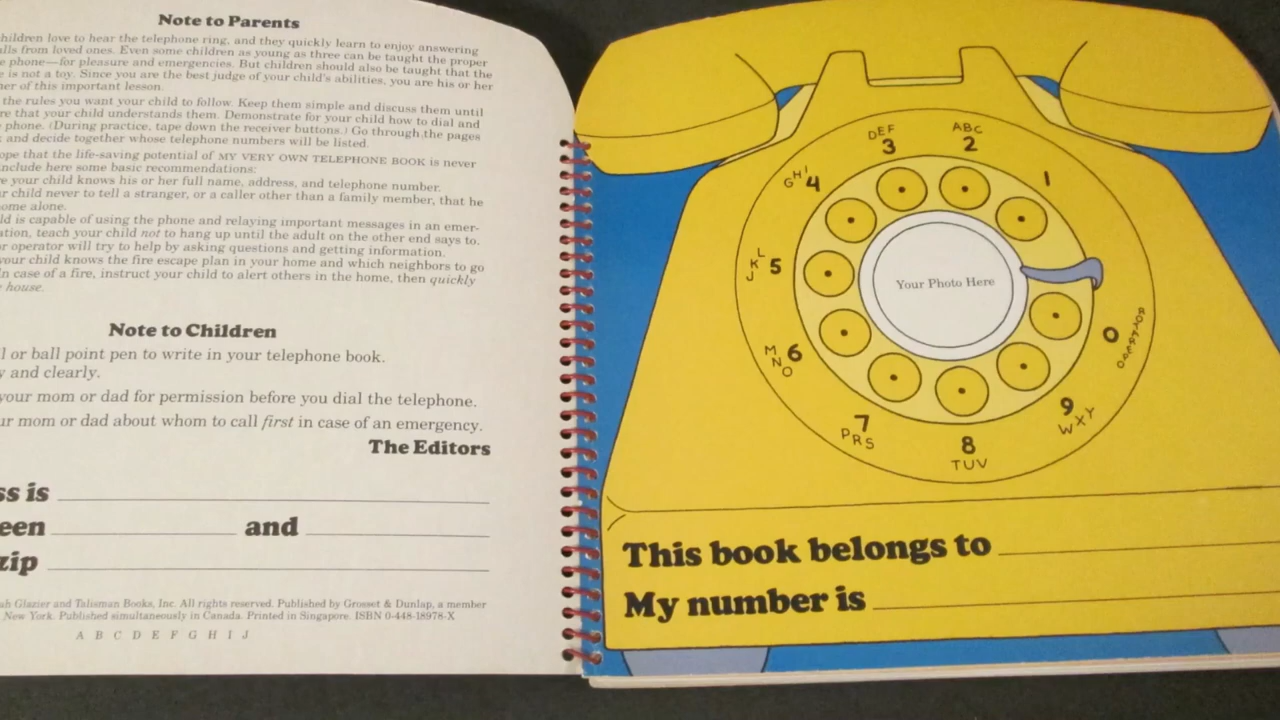 Note to Parents
children love to hear the telephone ring, and they quickly learn to enjoy answering
alls from loved ones. Even some children as young as three can be taught the proper
e phone—for pleasure and emergencies. But children should also be taught that the
e is not a toy. Since you are the best judge of your child's abilities, you are his or her
her of this important lesson.
the rules you want your child to follow. Keep them simple and discuss them until
re that your child understands them. Demonstrate for your child how to dial and
phone. (During practice, tape down the receiver buttons.) Go through the pages
and decide together whose telephone numbers will be listed.
ope that the life-saving potential of MY VERY OWN TELEPHONE BOOK is never
include here some basic recommendations:
e your child knows his or her full name, address, and telephone number.
ur child never to tell a stranger, or a caller other than a family member, that he
ome alone.
ld is capable of using the phone and relaying important messages in an emer-
ation, teach your child not to hang up until the adult on the other end says to.
or operator will try to help by asking questions and getting information.
your child knows the fire escape plan in your home and which neighbors to go
In case of a fire, instruct your child to alert others in the home, then quickly
house.
Note to Children
l or ball point pen to write in your telephone book.
y and clearly.
your mom or dad for permission before you dial the telephone.
ur mom or dad about whom to call first in case of an emergency.
The Editors
ss is
een and
zip
ah Glazier and Talisman Books, Inc. All rights reserved. Published by Grosset & Dunlap, a member
New York. Published simultaneously in Canada. Printed in Singapore. ISBN 0-448-18978-X
A B C D E F G H I J
1
ABC
2
DEF
3
GHI 4
JKL 5
MNO 6
7
PRS
8
TUV
9
WXY
0
OPERATOR
Your Photo Here
This book belongs to
My number is